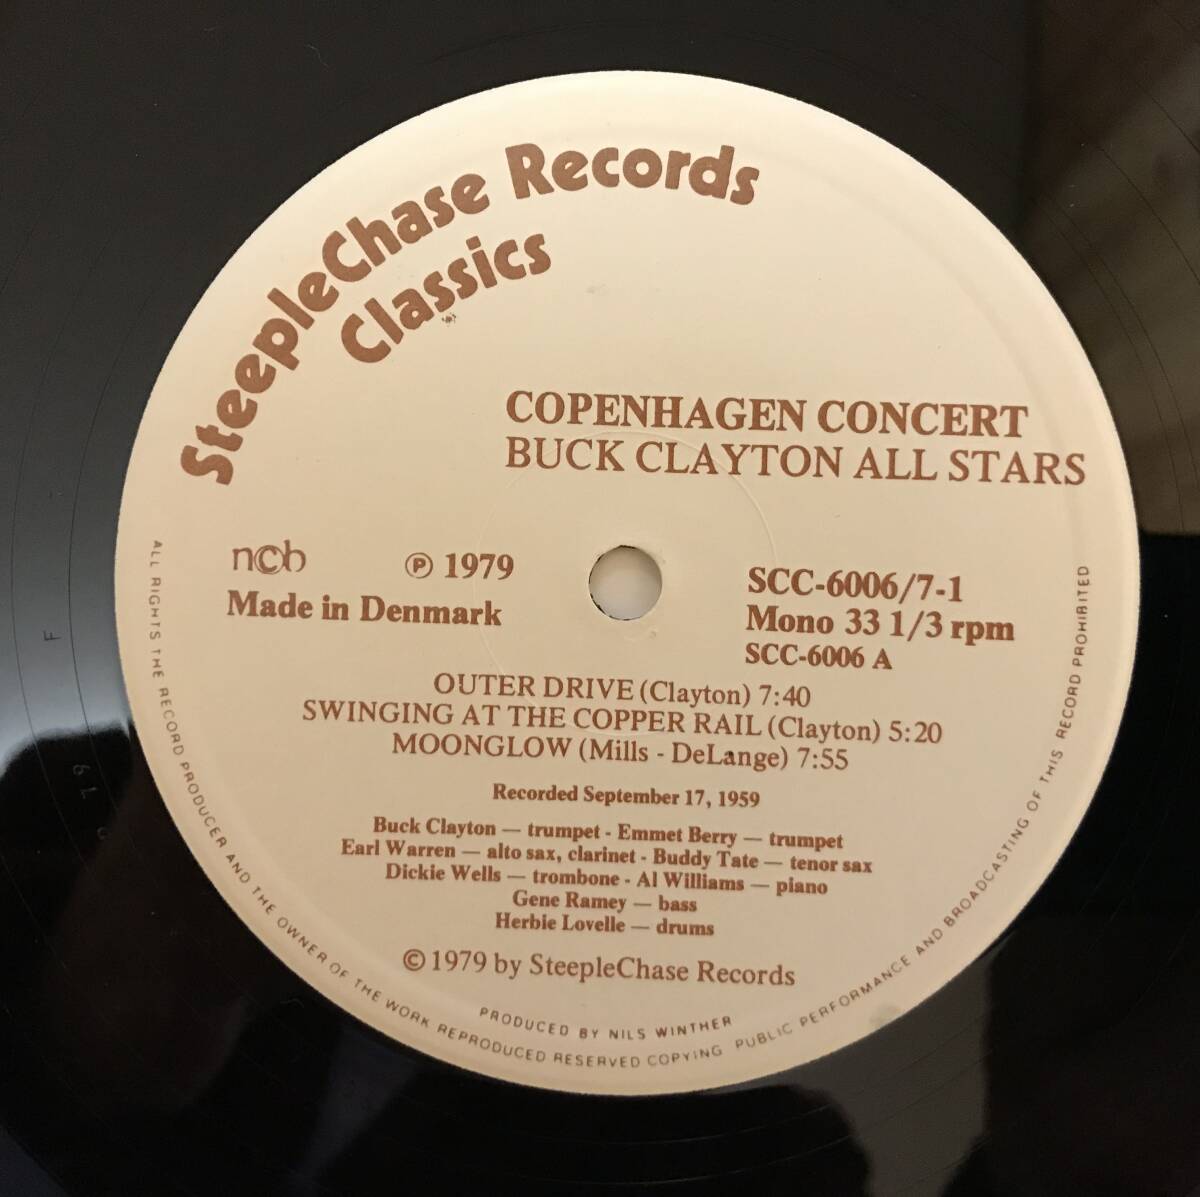 SteepleChase Records
Classics
COPENHAGEN CONCERT
BUCK CLAYTON ALL STARS
n©b
℗ 1979
Made in Denmark
SCC-6006/7-1
Mono 33 1/3 rpm
SCC-6006 A
OUTER DRIVE (Clayton) 7:40
SWINGING AT THE COPPER RAIL (Clayton) 5:20
MOONGLOW (Mills - DeLange) 7:55
Recorded September 17, 1959
Buck Clayton — trumpet - Emmet Berry — trumpet
Earl Warren — alto sax, clarinet - Buddy Tate — tenor sax
Dickie Wells — trombone - Al Williams — piano
Gene Ramey — bass
Herbie Lovelle — drums
© 1979 by SteepleChase Records
PRODUCED BY NILS WINTHER
ALL RIGHTS THE RECORD PRODUCER AND THE OWNER OF THE WORK REPRODUCED RESERVED COPYING PUBLIC PERFORMANCE AND BROADCASTING OF THIS RECORD PROHIBITED
F